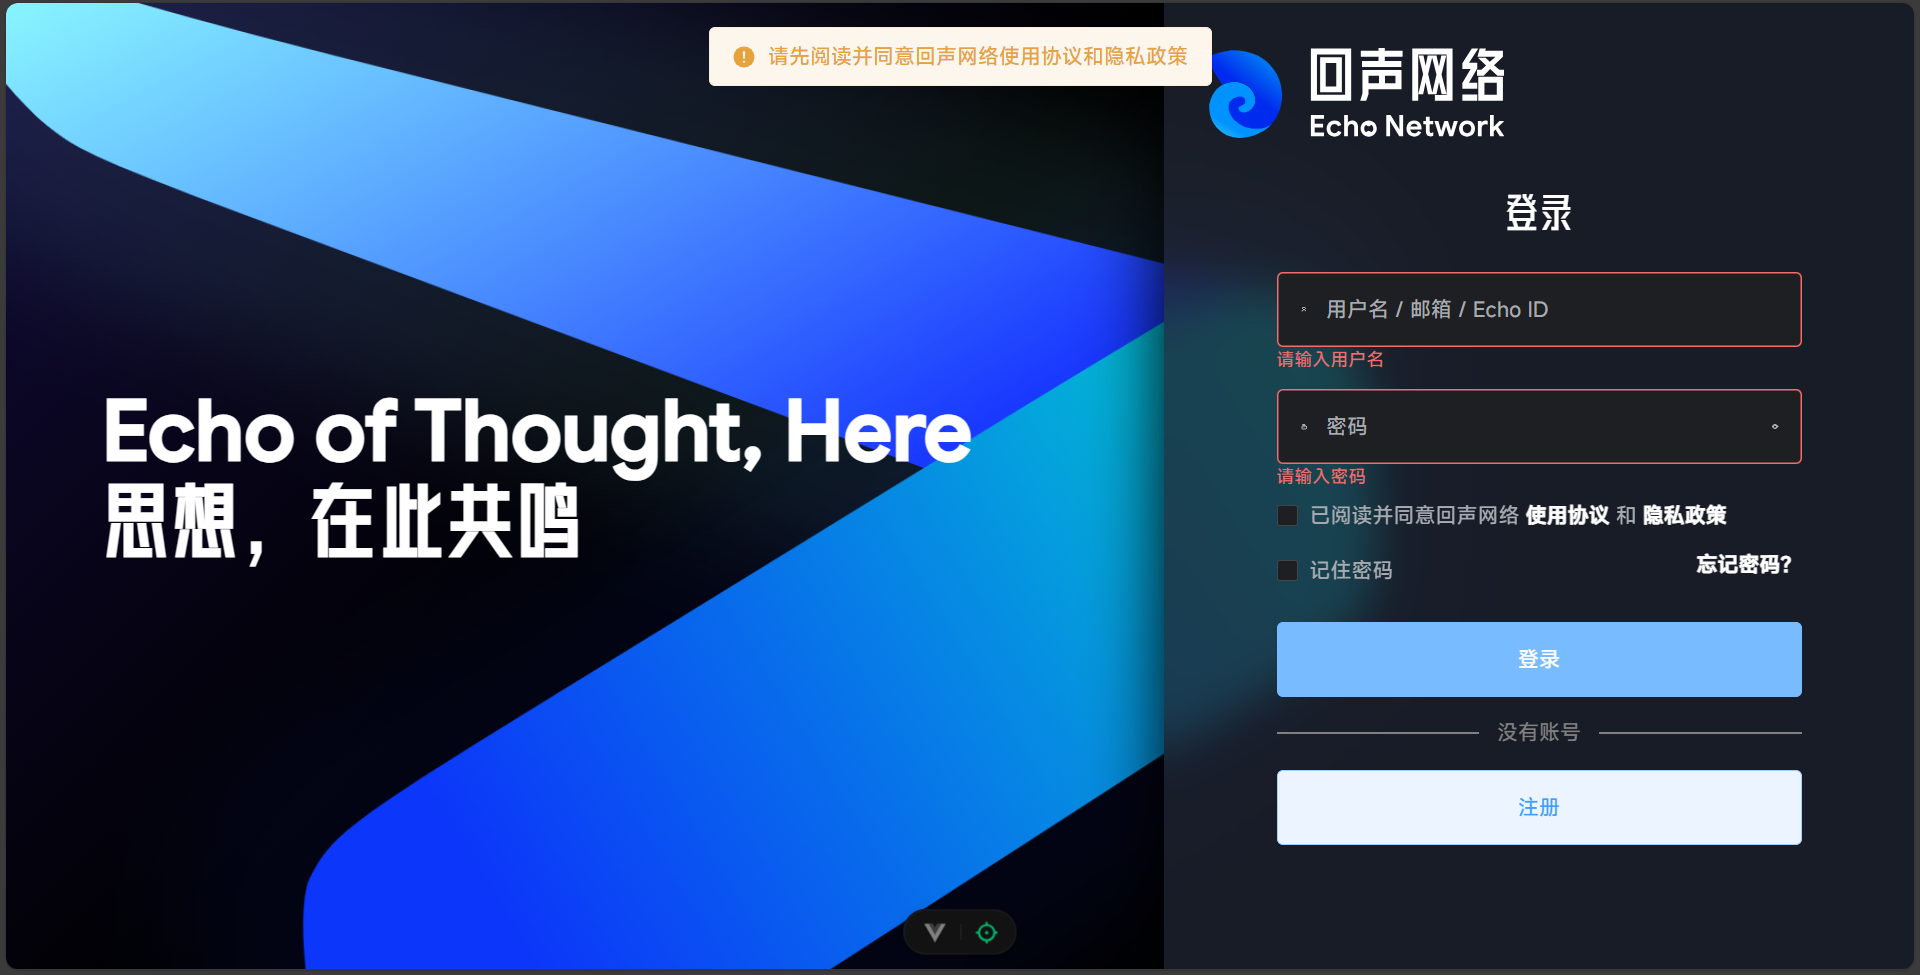 请先阅读并同意回声网络使用协议和隐私政策
回声网络
Echo Network
登录
用户名 / 邮箱 / Echo ID
请输入用户名
密码
请输入密码
已阅读并同意回声网络 使用协议 和 隐私政策
记住密码
忘记密码?
登录
没有账号
注册
Echo of Thought, Here
思想，在此共鸣